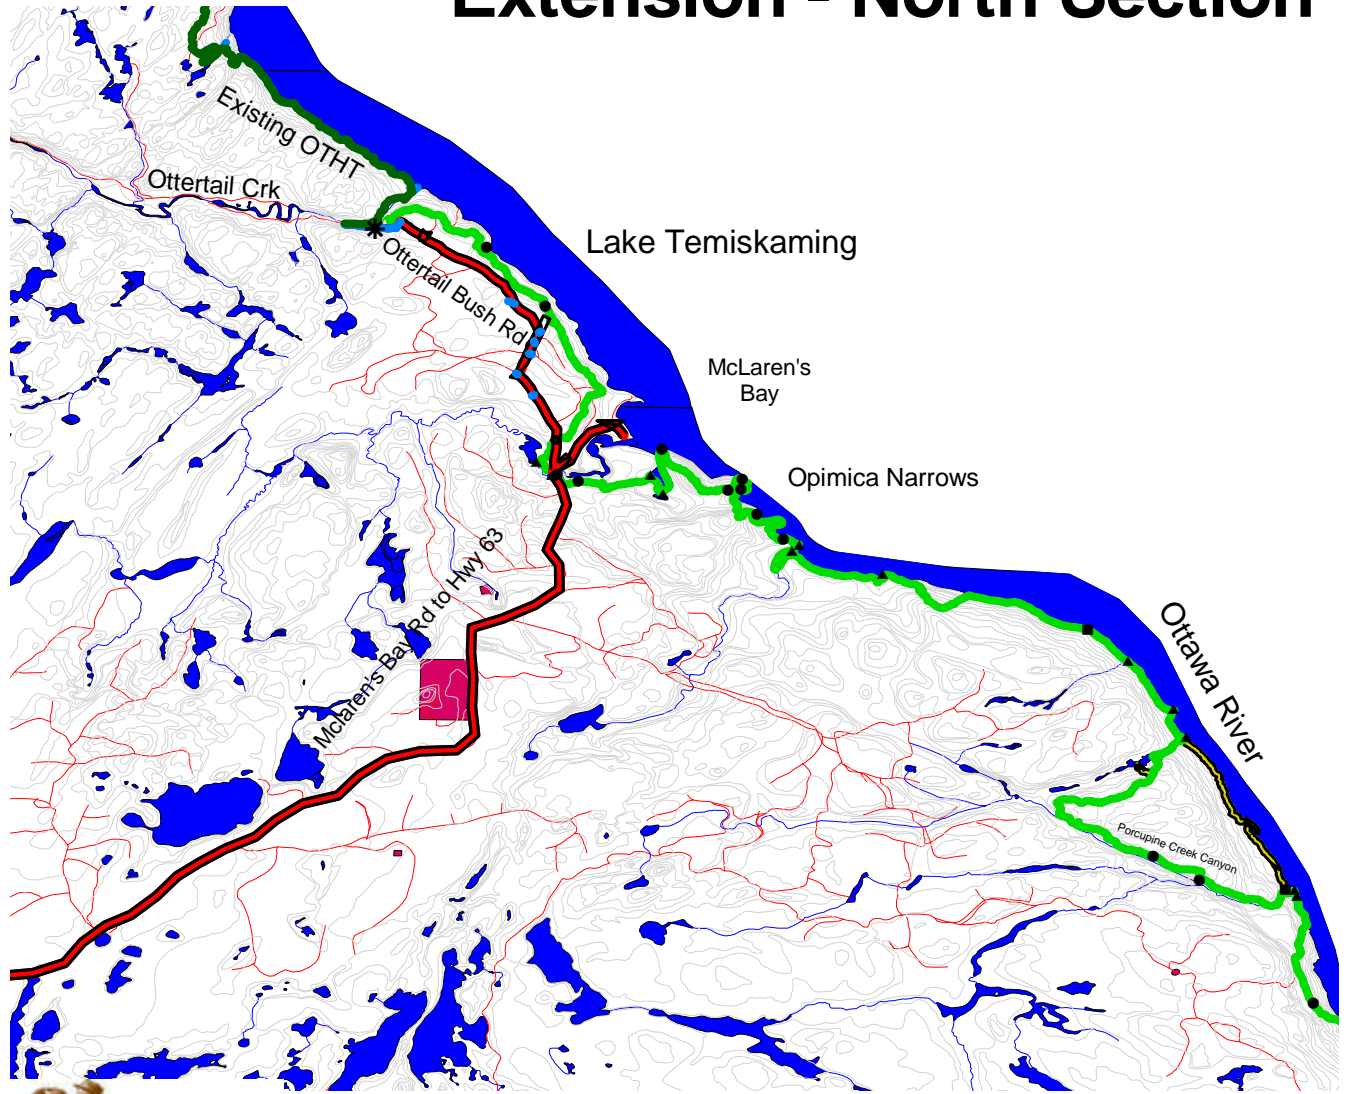 Extension - North Section
Existing OTHT
Ottertail Crk
Lake Temiskaming
Ottertail Bush Rd
McLaren's
Bay
Opimica Narrows
Mclaren's Bay Rd to Hwy 63
Ottawa River
Porcupine Creek Canyon